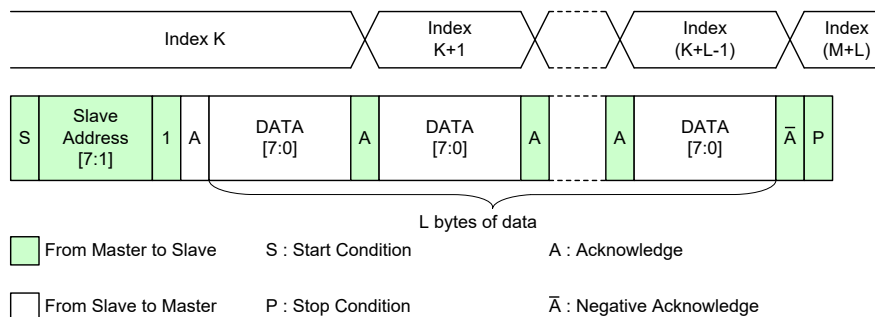 Index K
Index
K+1
Index
(K+L-1)
Index
(M+L)
S
Slave
Address
[7:1]
1
A
DATA
[7:0]
A
DATA
[7:0]
A
A
DATA
[7:0]
A̅
P
L bytes of data
From Master to Slave
S : Start Condition
A : Acknowledge
From Slave to Master
P : Stop Condition
A̅ : Negative Acknowledge